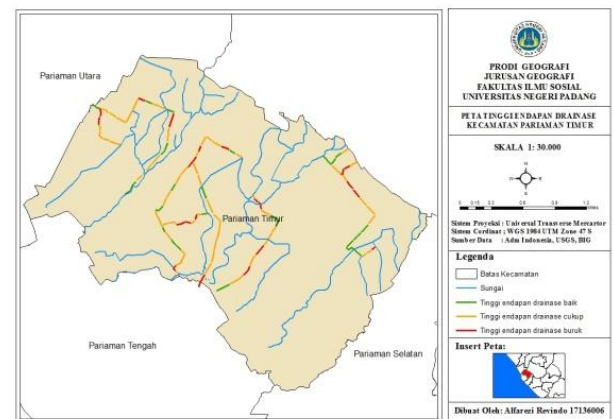 Pariaman Utara
Pariaman Timur
Pariaman Tengah
Pariaman Selatan
PRODI GEOGRAFI
JURUSAN GEOGRAFI
FAKULTAS ILMU SOSIAL
UNIVERSITAS NEGERI PADANG
PETA TINGGI ENDAPAN DRAINASE
KECAMATAN PARIAMAN TIMUR
SKALA 1: 30.000
Sistem Proyeksi : Universal Transverse Mercartor
Sistem Cordinat : WGS 1984 UTM Zone 47 S
Sumber Data : Adm Indonesia, USGS, BIG
Legenda
Batas Kecamatan
Sungai
Tinggi endapan drainase baik
Tinggi endapan drainase cukup
Tinggi endapan drainase buruk
Insert Peta:
Dibuat Oleh: Alfareri Revindo 17136006